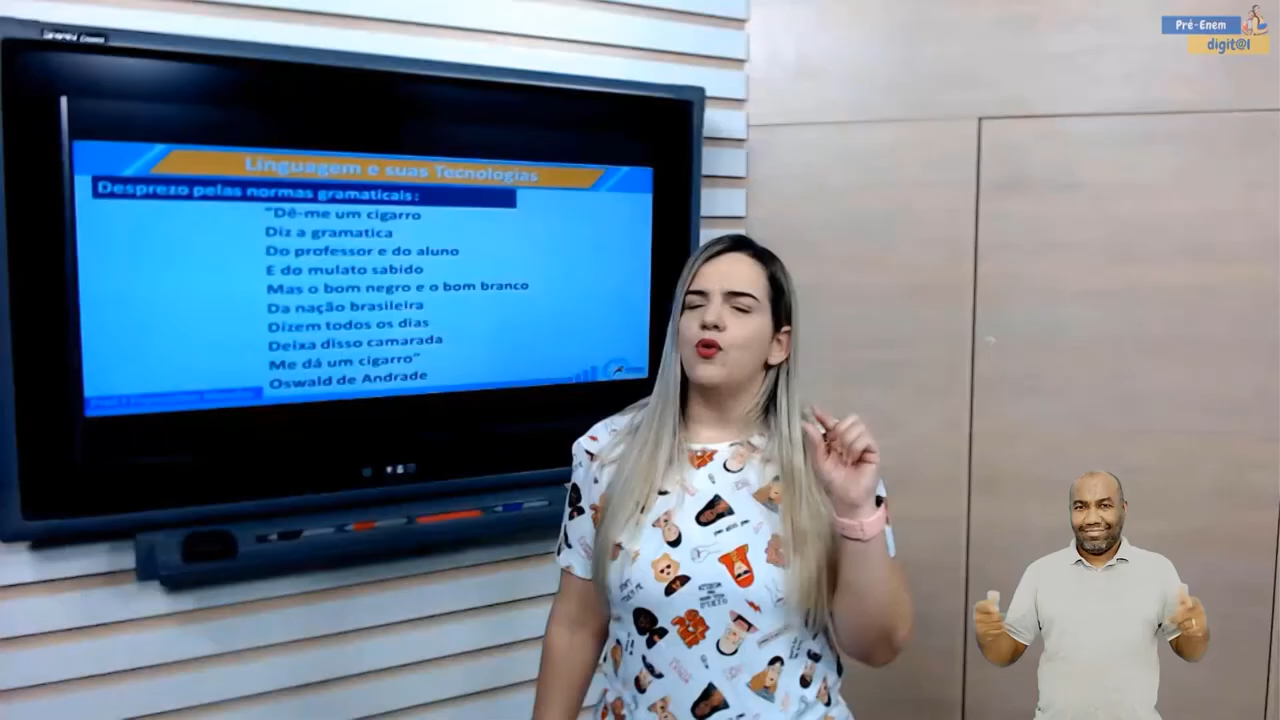 Pré-Enem
digit@l
Linguagem e suas Tecnologias
Desprezo pelas normas gramaticais:
"Dê-me um cigarro
Diz a gramatica
Do professor e do aluno
E do mulato sabido
Mas o bom negro e o bom branco
Da nação brasileira
Dizem todos os dias
Deixa disso camarada
Me dá um cigarro"
Oswald de Andrade